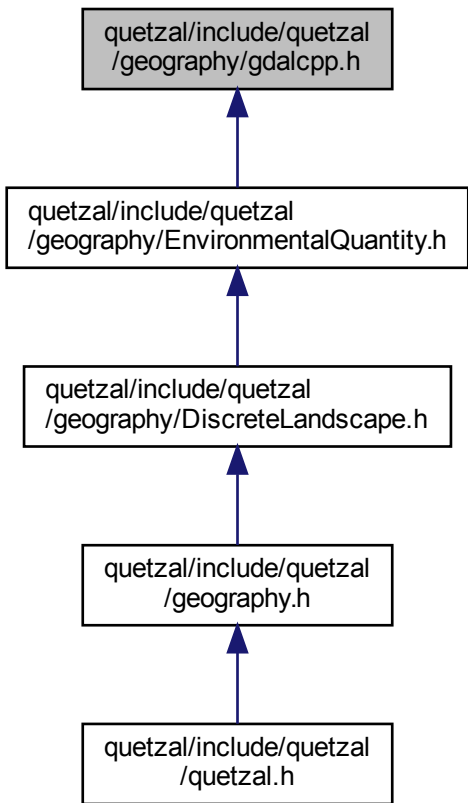 quetzal/include/quetzal
/geography/gdalcpp.h
quetzal/include/quetzal
/geography/EnvironmentalQuantity.h
quetzal/include/quetzal
/geography/DiscreteLandscape.h
quetzal/include/quetzal
/geography.h
quetzal/include/quetzal
/quetzal.h